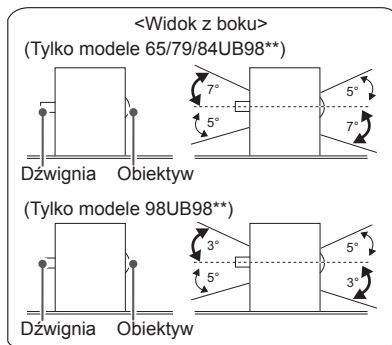 <Widok z boku>
(Tylko modele 65/79/84UB98**)
7° 5°
5° 7°
Dźwignia Obiektyw
(Tylko modele 98UB98**)
3° 5°
5° 3°
Dźwignia Obiektyw